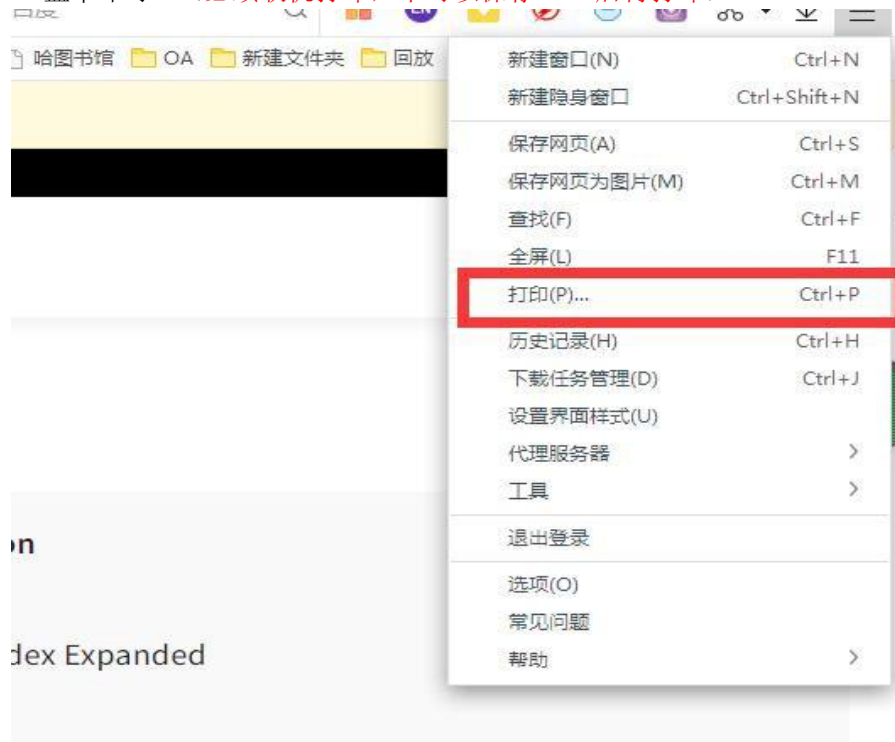 百度
EN
哈图书馆 OA 新建文件夹 回放
新建窗口(N) Ctrl+N
新建隐身窗口 Ctrl+Shift+N
保存网页(A) Ctrl+S
保存网页为图片(M) Ctrl+M
查找(F) Ctrl+F
全屏(L) F11
打印(P)... Ctrl+P
历史记录(H) Ctrl+H
下载任务管理(D) Ctrl+J
设置界面样式(U)
代理服务器
工具
退出登录
选项(O)
常见问题
帮助
on
dex Expanded